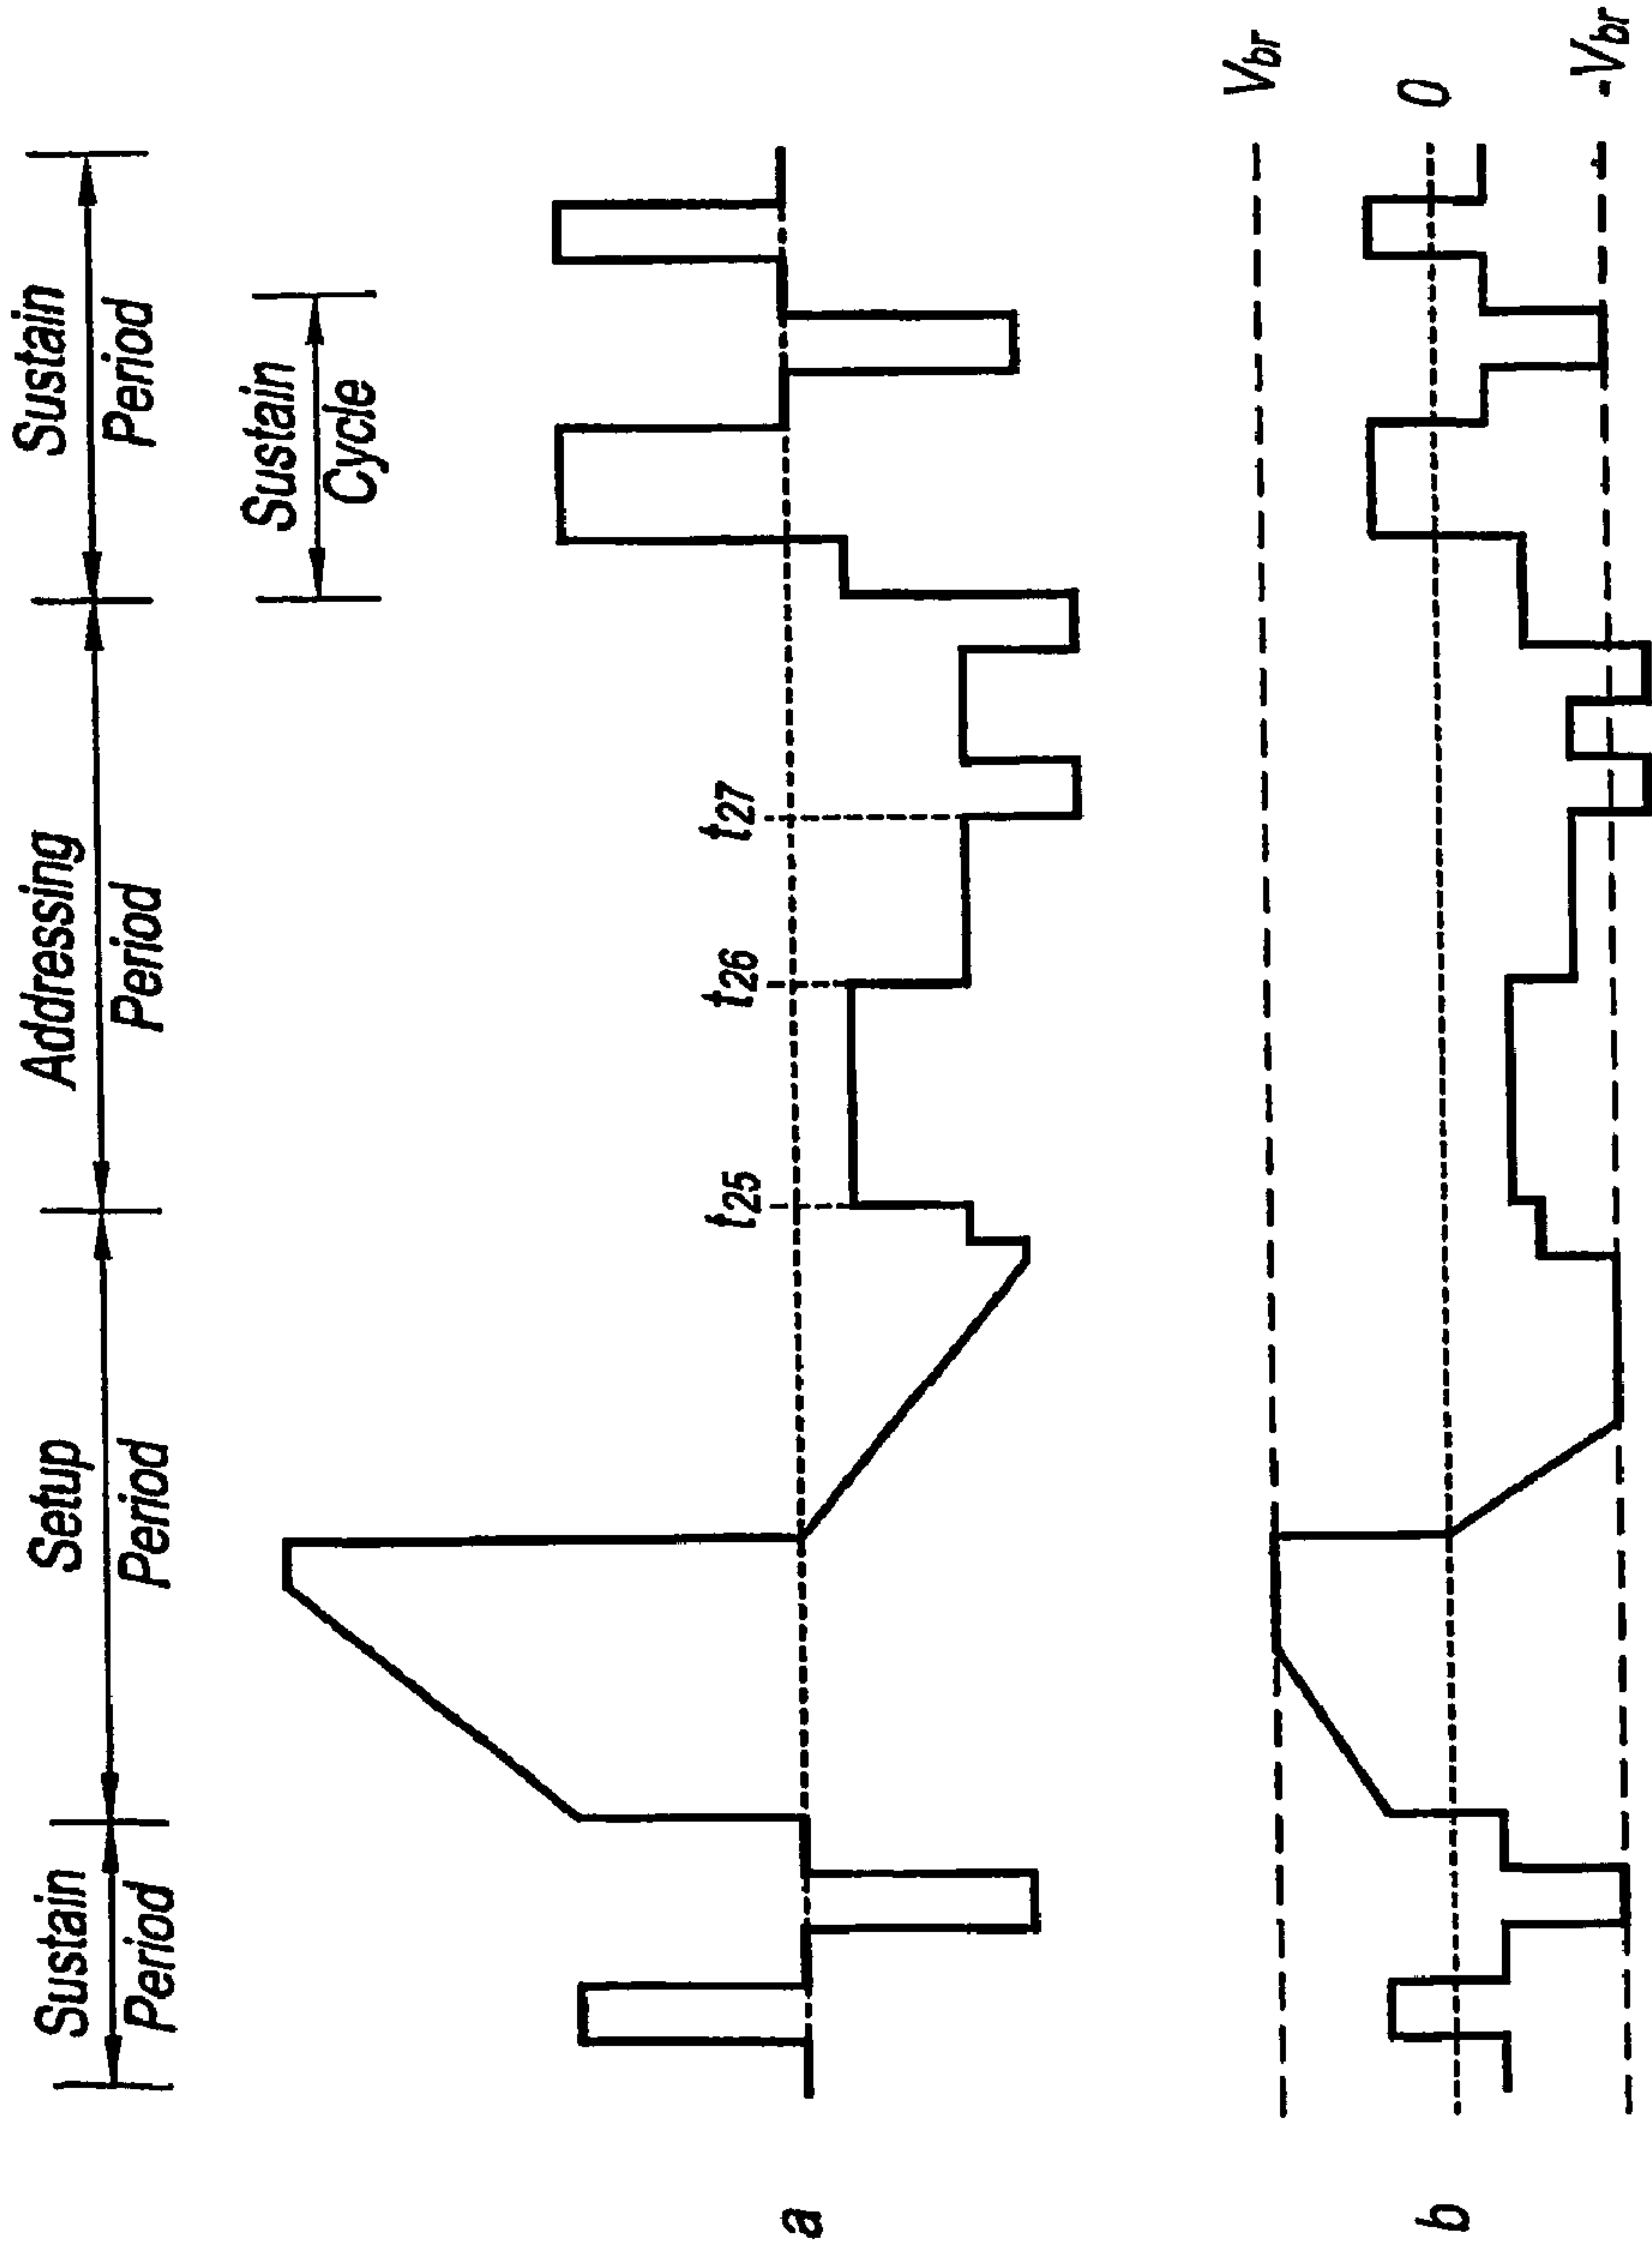 Sustain
Period
Setup
Period
Addressing
Period
Sustain
Period
Sustain
Cycle
t25
t26
t27
a
Vbr
b
0
-Vbr